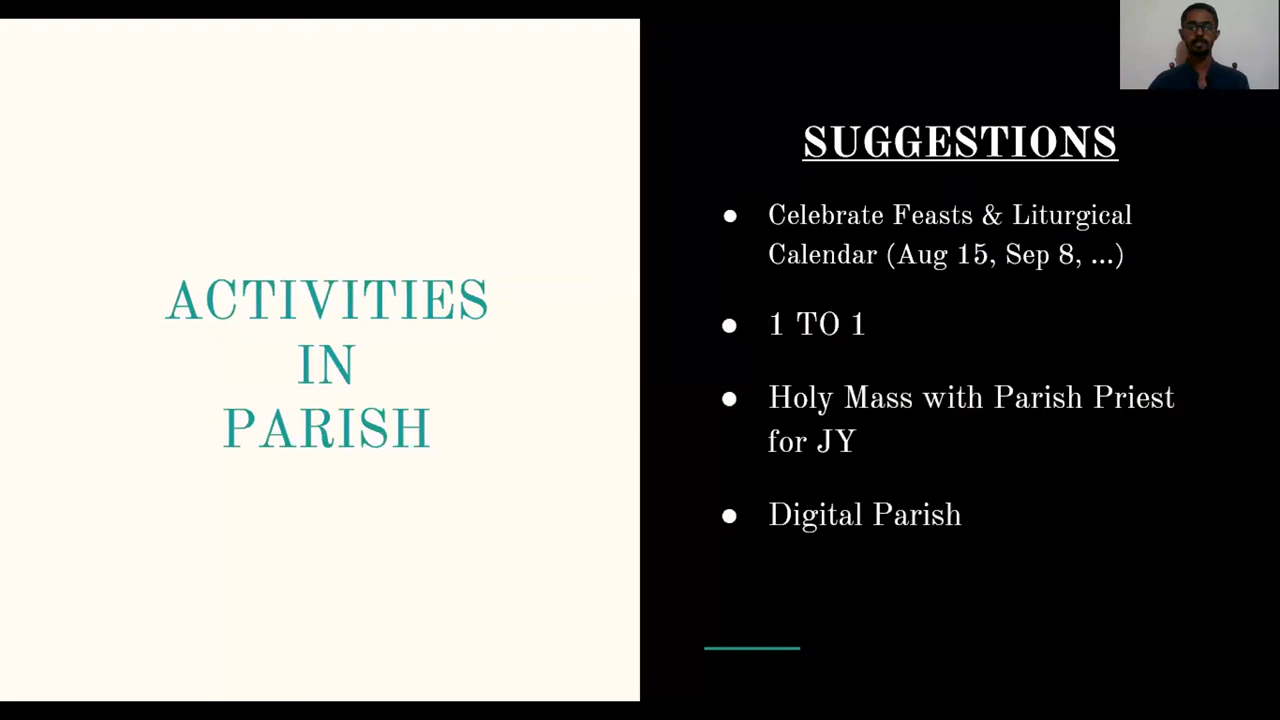 ACTIVITIES
IN
PARISH
SUGGESTIONS
● Celebrate Feasts & Liturgical
Calendar (Aug 15, Sep 8, ...)
● 1 TO 1
● Holy Mass with Parish Priest
for JY
● Digital Parish